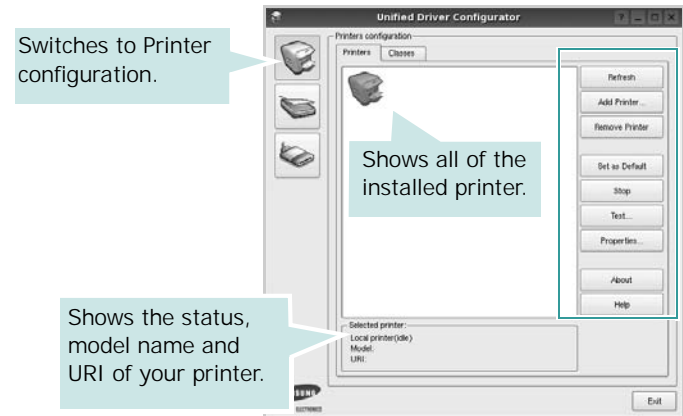 Unified Driver Configurator
Switches to Printer
configuration.
Printers configuration
Printers
Classes
Refresh
Add Printer...
Remove Printer
Set as Default
Stop
Test...
Properties...
About
Help
Shows all of the
installed printer.
Shows the status,
model name and
URI of your printer.
Selected printer:
Local printer(idle)
Model:
URI:
ELECTRONICS
Exit